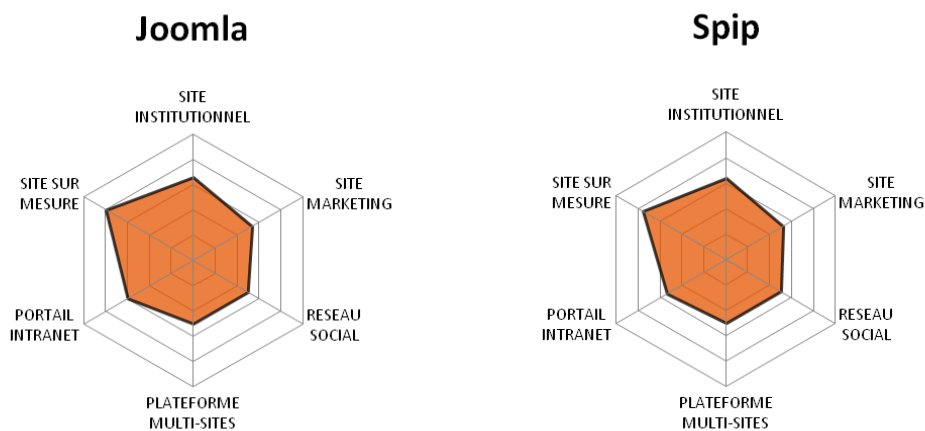 Joomla
SITE
INSTITUTIONNEL
SITE SUR
MESURE
SITE
MARKETING
PORTAIL
INTRANET
RESEAU
SOCIAL
PLATEFORME
MULTI-SITES
Spip
SITE
INSTITUTIONNEL
SITE SUR
MESURE
SITE
MARKETING
PORTAIL
INTRANET
RESEAU
SOCIAL
PLATEFORME
MULTI-SITES